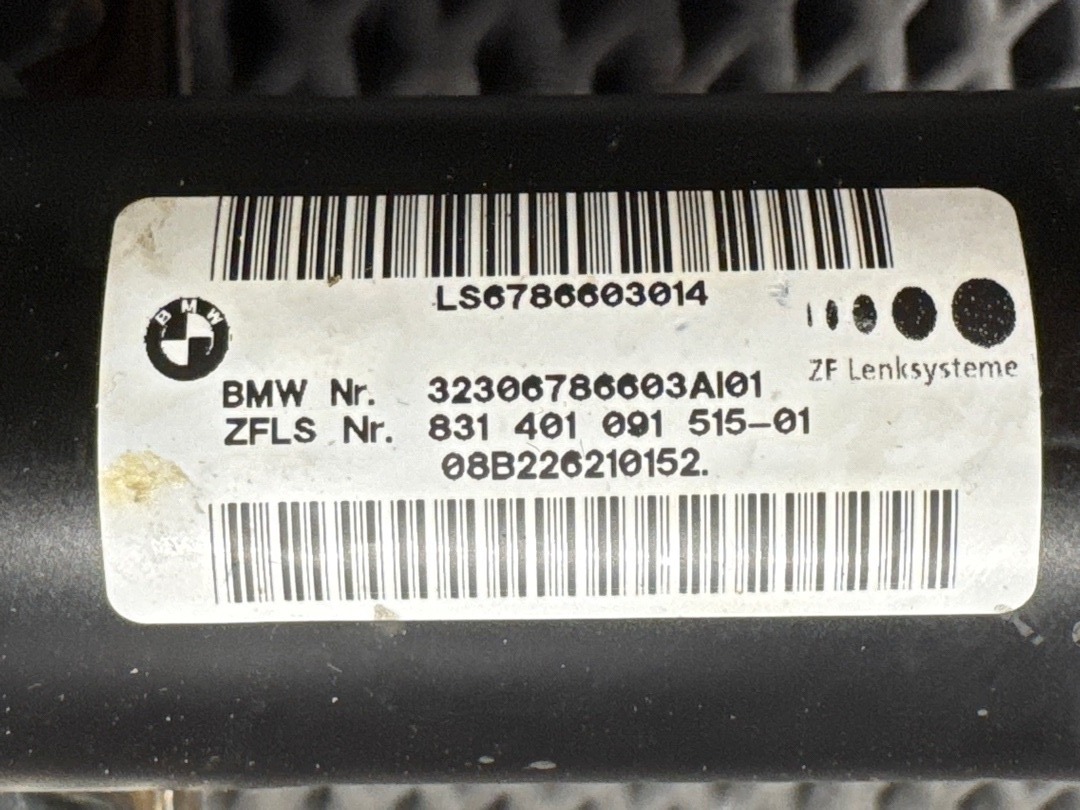 LS6786603014
BMW
ZF Lenksysteme
BMW Nr. 32306786603AI01
ZFLS Nr. 831 401 091 515-01
08B226210152.